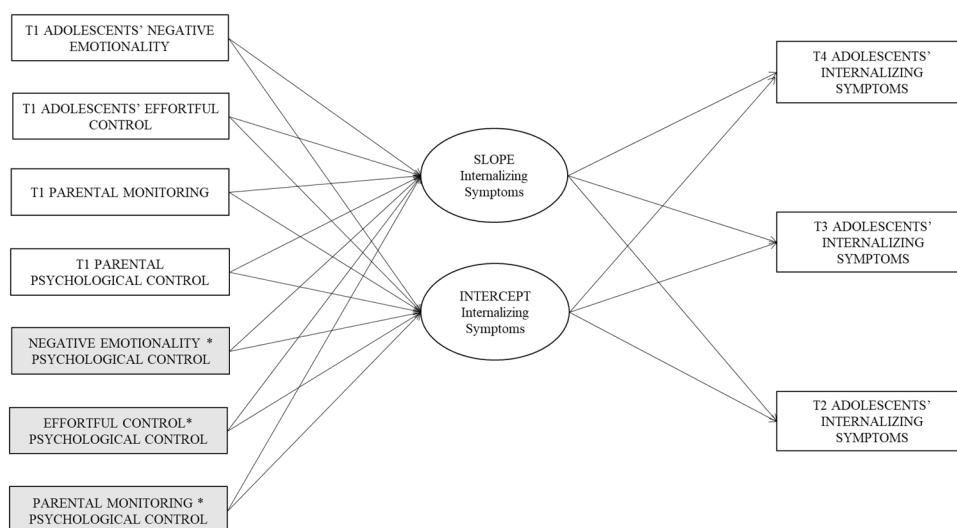 T1 ADOLESCENTS' NEGATIVE
EMOTIONALITY
T1 ADOLESCENTS' EFFORTFUL
CONTROL
T1 PARENTAL MONITORING
T1 PARENTAL
PSYCHOLOGICAL CONTROL
NEGATIVE EMOTIONALITY *
PSYCHOLOGICAL CONTROL
EFFORTFUL CONTROL*
PSYCHOLOGICAL CONTROL
PARENTAL MONITORING *
PSYCHOLOGICAL CONTROL
SLOPE
Internalizing
Symptoms
INTERCEPT
Internalizing
Symptoms
T4 ADOLESCENTS'
INTERNALIZING
SYMPTOMS
T3 ADOLESCENTS'
INTERNALIZING
SYMPTOMS
T2 ADOLESCENTS'
INTERNALIZING
SYMPTOMS